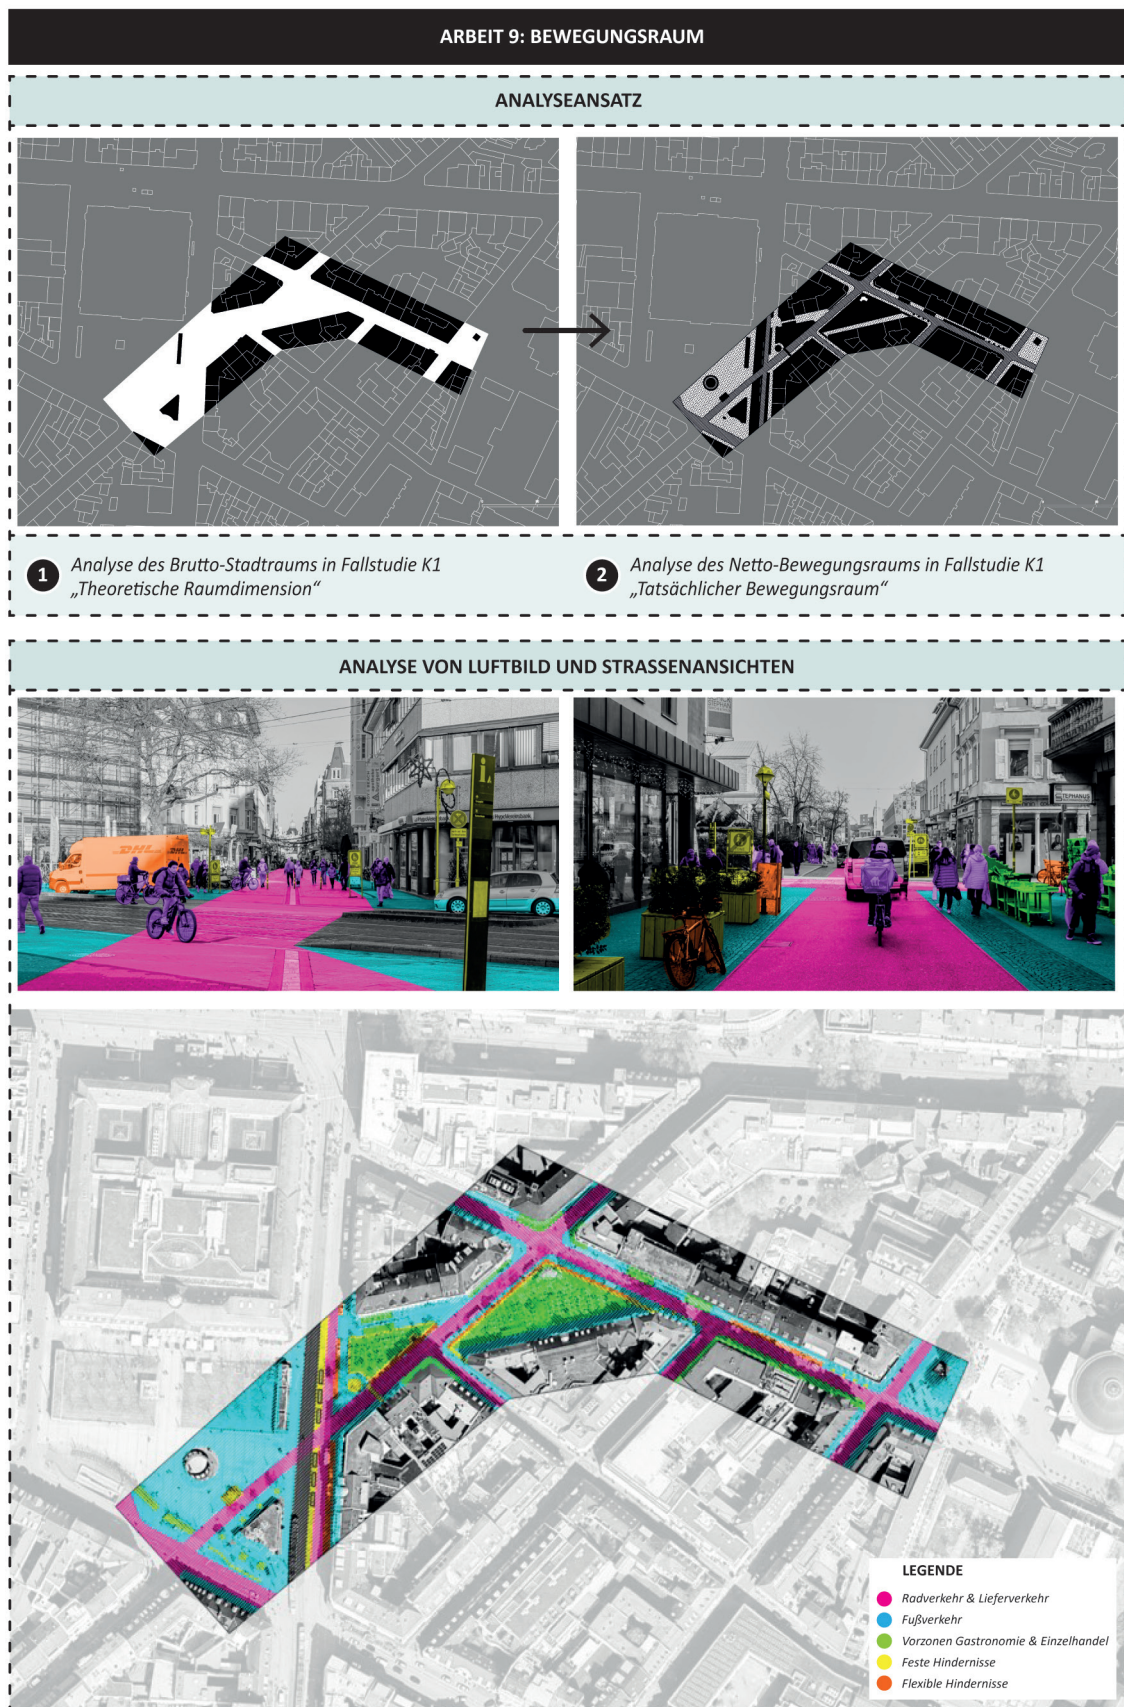 ARBEIT 9: BEWEGUNGSRAUM
ANALYSEANSATZ
1 Analyse des Brutto-Stadtraums in Fallstudie K1
„Theoretische Raumdimension“
2 Analyse des Netto-Bewegungsraums in Fallstudie K1
„Tatsächlicher Bewegungsraum“
ANALYSE VON LUFTBILD UND STRASSENANSICHTEN
DHL
i
STEPHANUS
LEGENDE
Radverkehr & Lieferverkehr
Fußverkehr
Vorzonen Gastronomie & Einzelhandel
Feste Hindernisse
Flexible Hindernisse